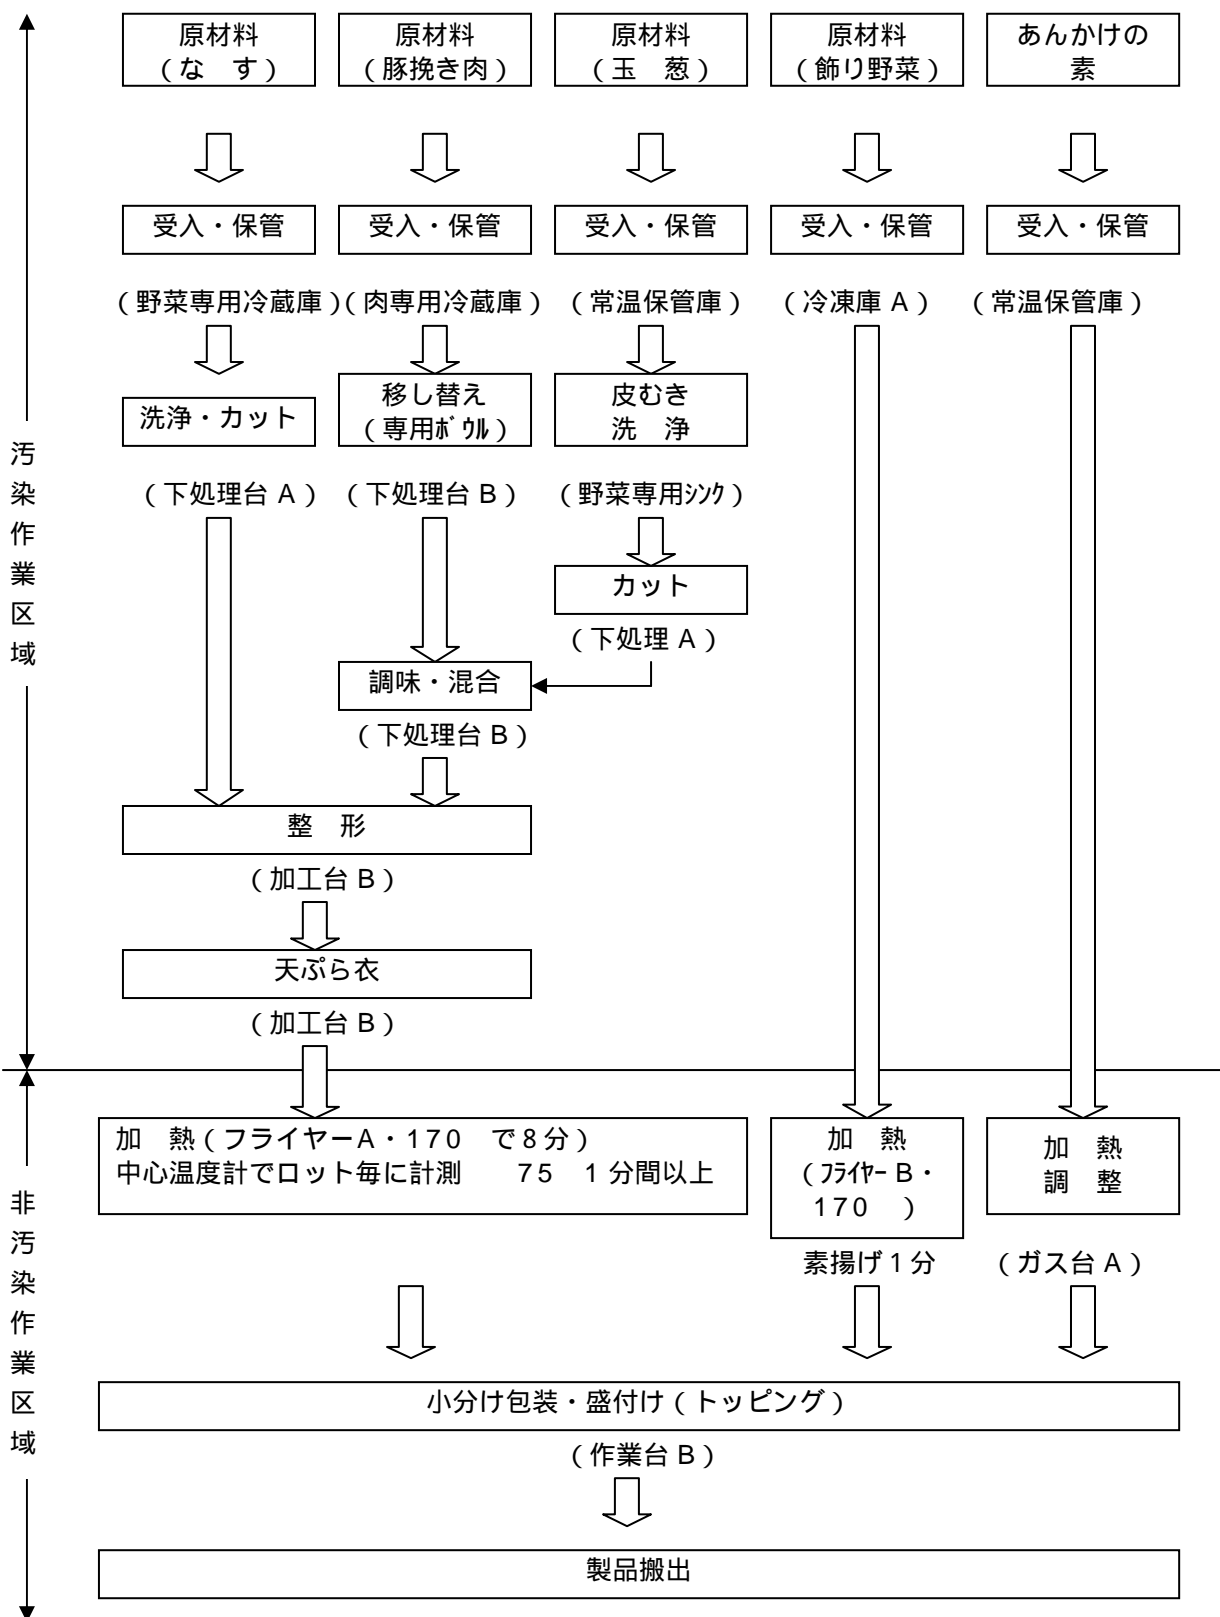 原材料
（な　す）
原材料
（豚挽き肉）
原材料
（玉　葱）
原材料
（飾り野菜）
あんかけの
素
受入・保管
受入・保管
受入・保管
受入・保管
受入・保管
（野菜専用冷蔵庫）
（肉専用冷蔵庫）
（常温保管庫）
（冷凍庫A）
（常温保管庫）
洗浄・カット
移し替え
（専用ﾎﾞｳﾙ）
皮むき
洗　浄
（下処理台A）
（下処理台B）
（野菜専用ｼﾝｸ）
カット
（下処理A）
調味・混合
（下処理台B）
整　形
（加工台B）
天ぷら衣
（加工台B）
汚染作業区域
加　熱（フライヤーA・１７０　で８分）
中心温度計でロット毎に計測　　７５　１分間以上
加　熱
（ﾌﾗｲﾔｰB・
１７０　）
加　熱
調　整
素揚げ１分
（ガス台A）
小分け包装・盛付け（トッピング）
（作業台B）
製品搬出
非汚染作業区域